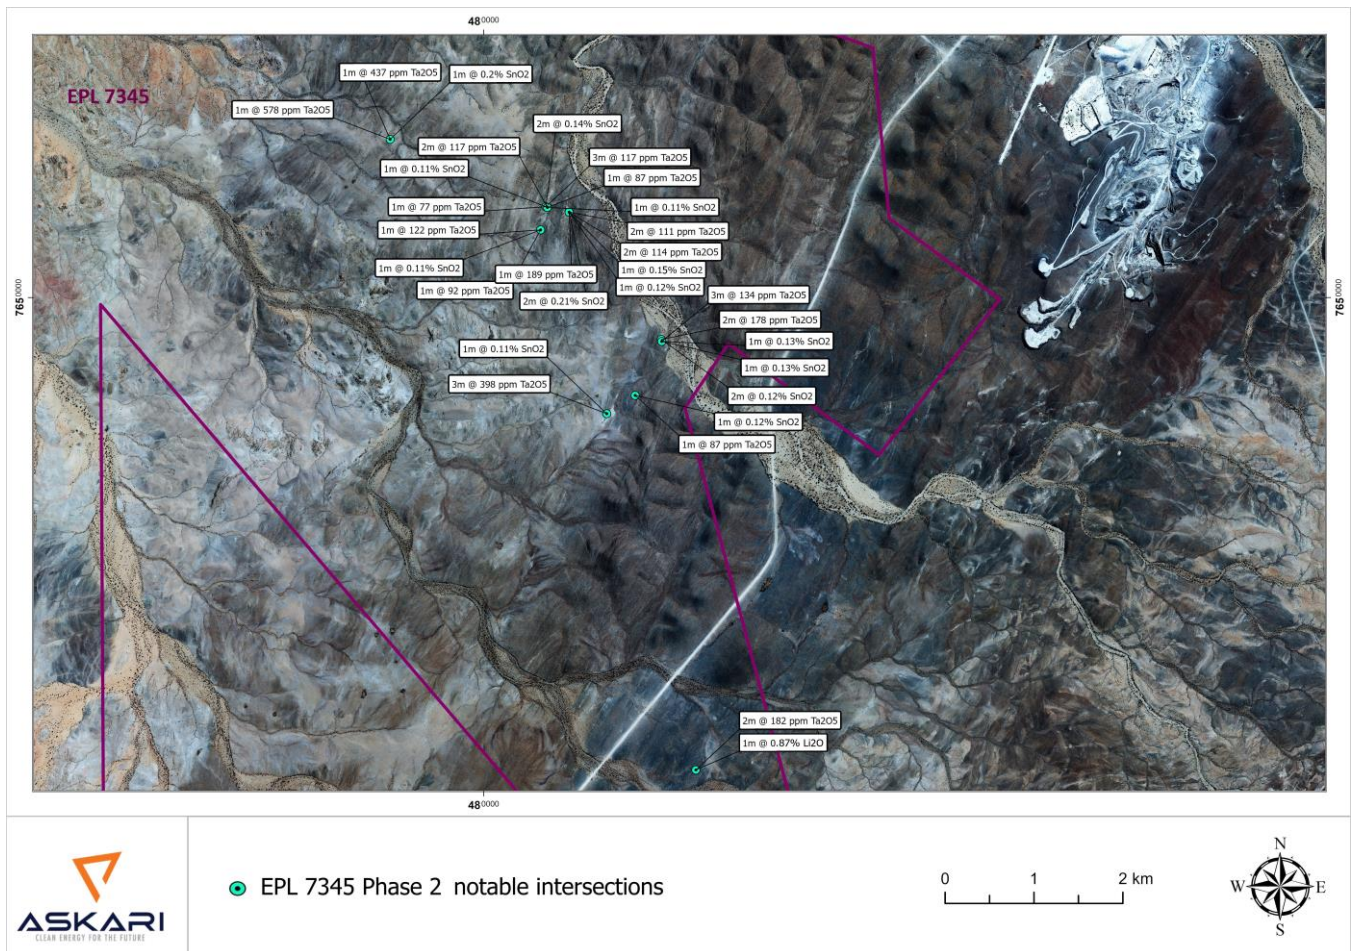 48⁰⁰⁰⁰
EPL 7345
1m @ 437 ppm Ta2O5
1m @ 0.2% SnO2
1m @ 578 ppm Ta2O5
2m @ 0.14% SnO2
2m @ 117 ppm Ta2O5
3m @ 117 ppm Ta2O5
1m @ 0.11% SnO2
1m @ 87 ppm Ta2O5
1m @ 77 ppm Ta2O5
1m @ 0.11% SnO2
1m @ 122 ppm Ta2O5
2m @ 111 ppm Ta2O5
2m @ 114 ppm Ta2O5
1m @ 0.11% SnO2
1m @ 189 ppm Ta2O5
1m @ 0.15% SnO2
1m @ 92 ppm Ta2O5
1m @ 0.12% SnO2
2m @ 0.21% SnO2
3m @ 134 ppm Ta2O5
765⁰⁰⁰⁰
765⁰⁰⁰⁰
2m @ 178 ppm Ta2O5
1m @ 0.13% SnO2
1m @ 0.11% SnO2
1m @ 0.13% SnO2
3m @ 398 ppm Ta2O5
2m @ 0.12% SnO2
1m @ 0.12% SnO2
1m @ 87 ppm Ta2O5
2m @ 182 ppm Ta2O5
1m @ 0.87% Li2O
48⁰⁰⁰⁰
ASKARI
CLEAN ENERGY FOR THE FUTURE
EPL 7345 Phase 2 notable intersections
0 1 2 km
N
W E
S